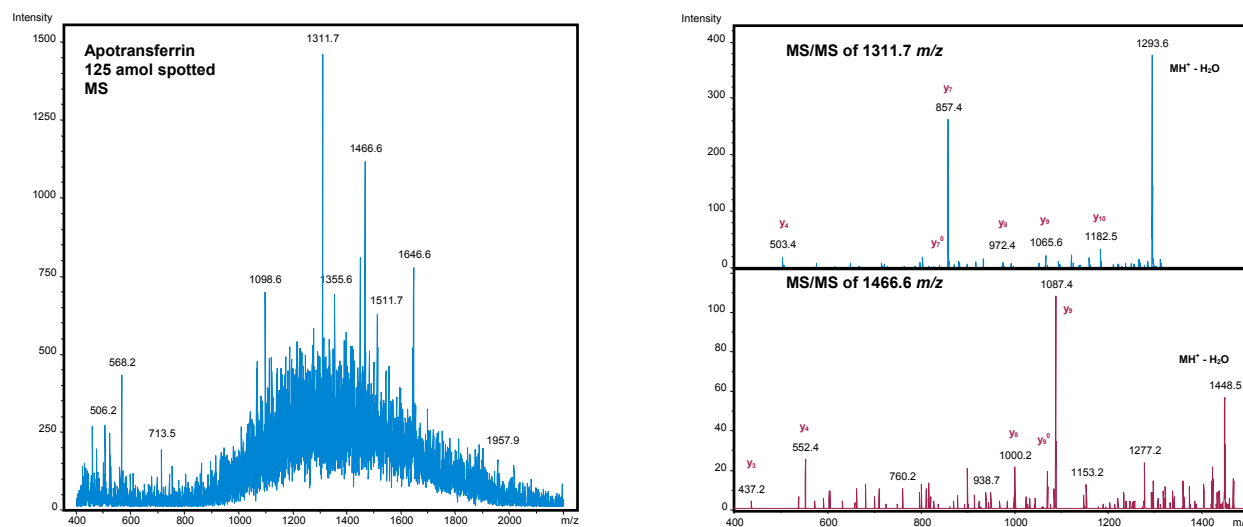 Intensity
1500
1250
1000
750
500
250
0
Apotransferrin
125 amol spotted
MS
1311.7
1466.6
1646.6
1098.6
1355.6
1511.7
568.2
506.2
713.5
1957.9
400 600 800 1000 1200 1400 1600 1800 2000 m/z
Intensity
400
300
200
100
0
MS/MS of 1311.7 m/z
1293.6
MH⁺ - H₂O
y₇
857.4
y₄
503.4
y₇⁰
y₈
972.4
y₉
1065.6
y₁₀
1182.5
100
80
60
40
20
0
MS/MS of 1466.6 m/z
1087.4
y₉
MH⁺ - H₂O
1448.5
y₄
552.4
y₃
437.2
760.2
938.7
y₈
1000.2
y₉⁰
1153.2
1277.2
400 600 800 1000 1200 1400